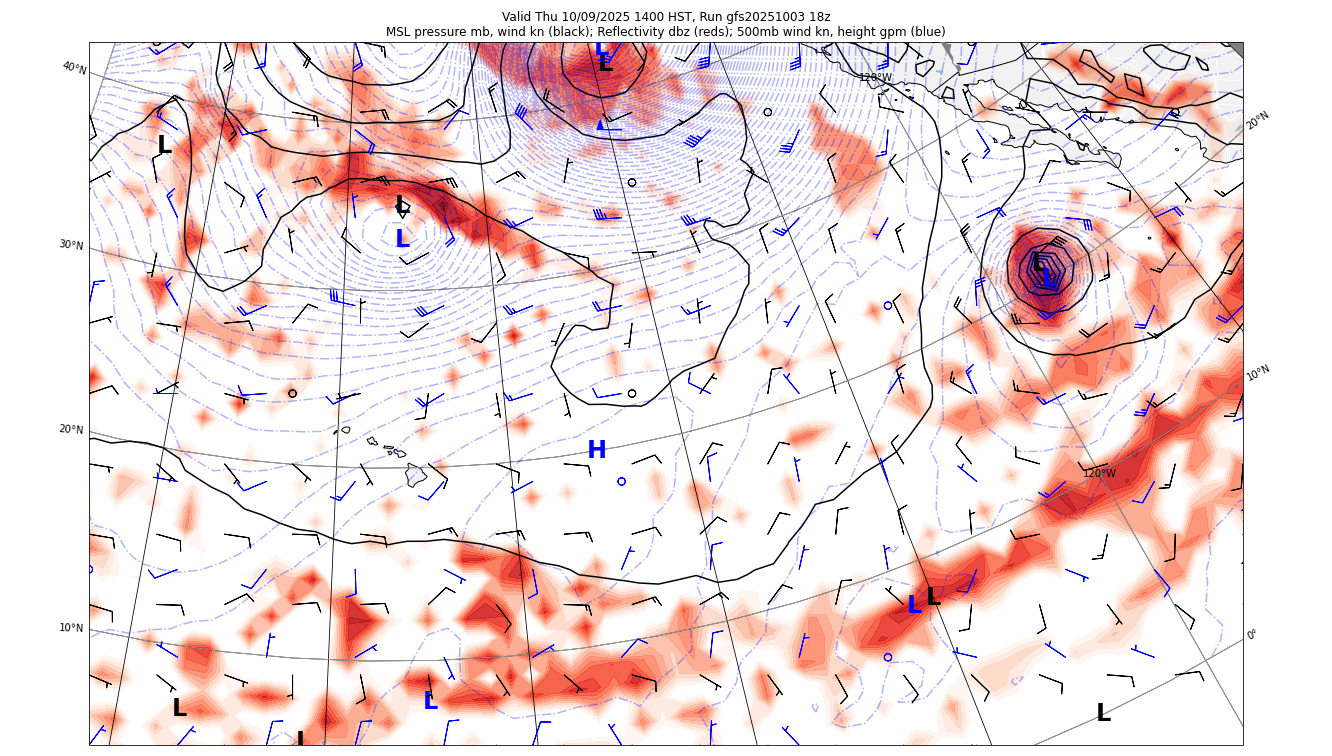 Valid Thu 10/09/2025 1400 HST, Run gfs20251003 18z
MSL pressure mb, wind kn (black); Reflectivity dbz (reds); 500mb wind kn, height gpm (blue)
L
L
40°N
120°W
20°N
L
L
30°N
L
L
L
10°N
20°N
H
120°W
L
L
10°N
0°
L
L
L
L